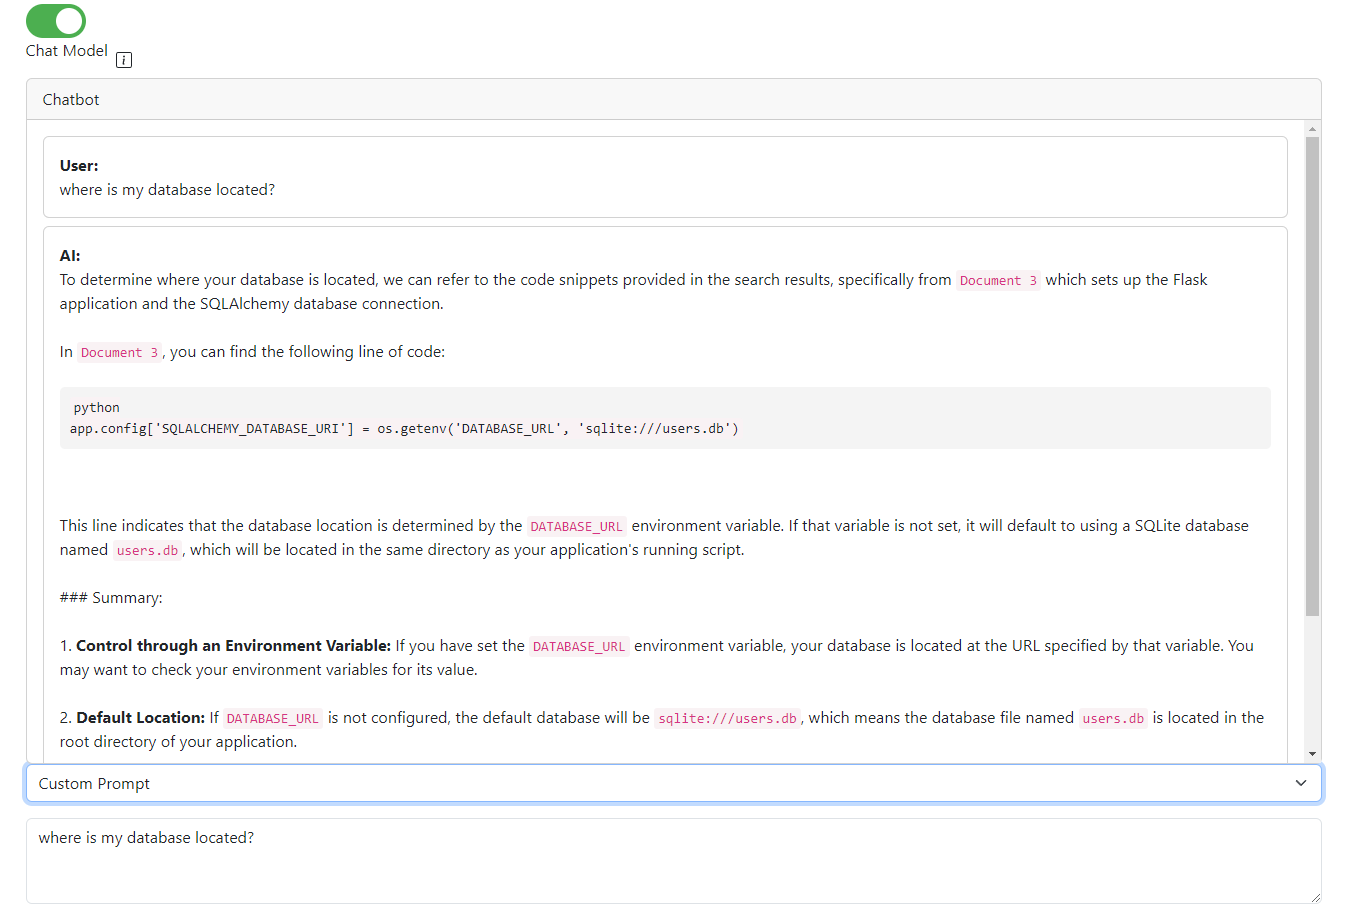 Chat Model i
Chatbot
User:
where is my database located?
AI:
To determine where your database is located, we can refer to the code snippets provided in the search results, specifically from Document 3 which sets up the Flask
application and the SQLAlchemy database connection.
In Document 3, you can find the following line of code:
python
app.config['SQLALCHEMY_DATABASE_URI'] = os.getenv('DATABASE_URL', 'sqlite:///users.db')
This line indicates that the database location is determined by the DATABASE_URL environment variable. If that variable is not set, it will default to using a SQLite database
named users.db, which will be located in the same directory as your application's running script.
### Summary:
1. Control through an Environment Variable: If you have set the DATABASE_URL environment variable, your database is located at the URL specified by that variable. You
may want to check your environment variables for its value.
2. Default Location: If DATABASE_URL is not configured, the default database will be sqlite:///users.db, which means the database file named users.db is located in the
root directory of your application.
Custom Prompt
where is my database located?